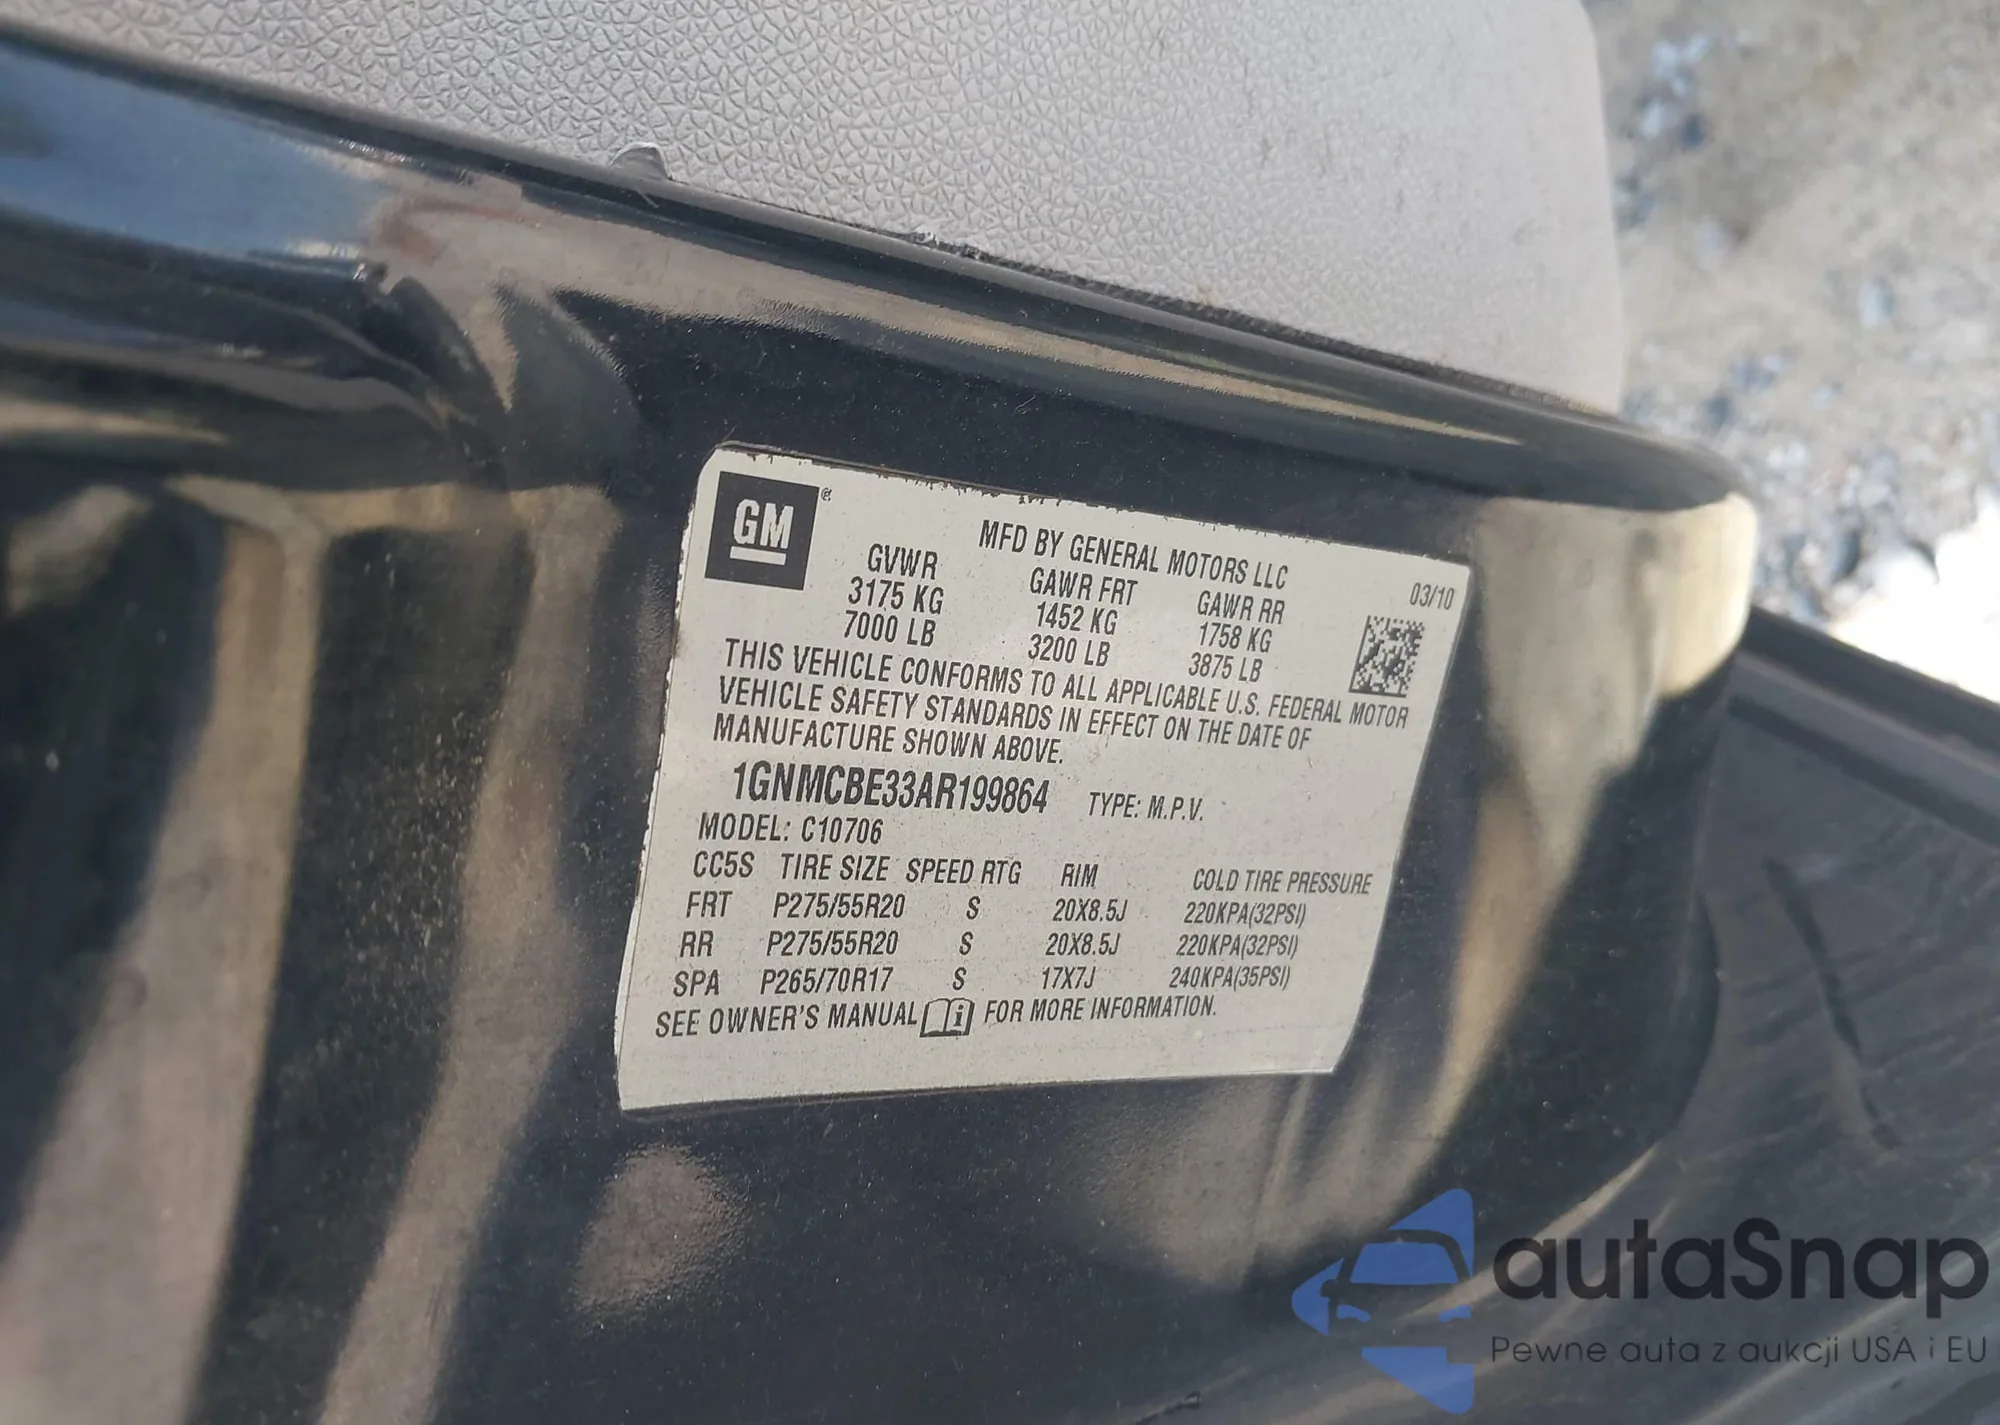 GM®
MFD BY GENERAL MOTORS LLC
03/10
GVWR GAWR FRT GAWR RR
3175 KG 1452 KG 1758 KG
7000 LB 3200 LB 3875 LB
THIS VEHICLE CONFORMS TO ALL APPLICABLE U.S. FEDERAL MOTOR
VEHICLE SAFETY STANDARDS IN EFFECT ON THE DATE OF
MANUFACTURE SHOWN ABOVE.
1GNMCBE33AR199864 TYPE: M.P.V.
MODEL: C10706
CC5S TIRE SIZE SPEED RTG RIM COLD TIRE PRESSURE
FRT P275/55R20 S 20X8.5J 220KPA(32PSI)
RR P275/55R20 S 20X8.5J 220KPA(32PSI)
SPA P265/70R17 S 17X7J 240KPA(35PSI)
SEE OWNER'S MANUAL i FOR MORE INFORMATION.
autaSnap
Pewne auta z aukcji USA i EU